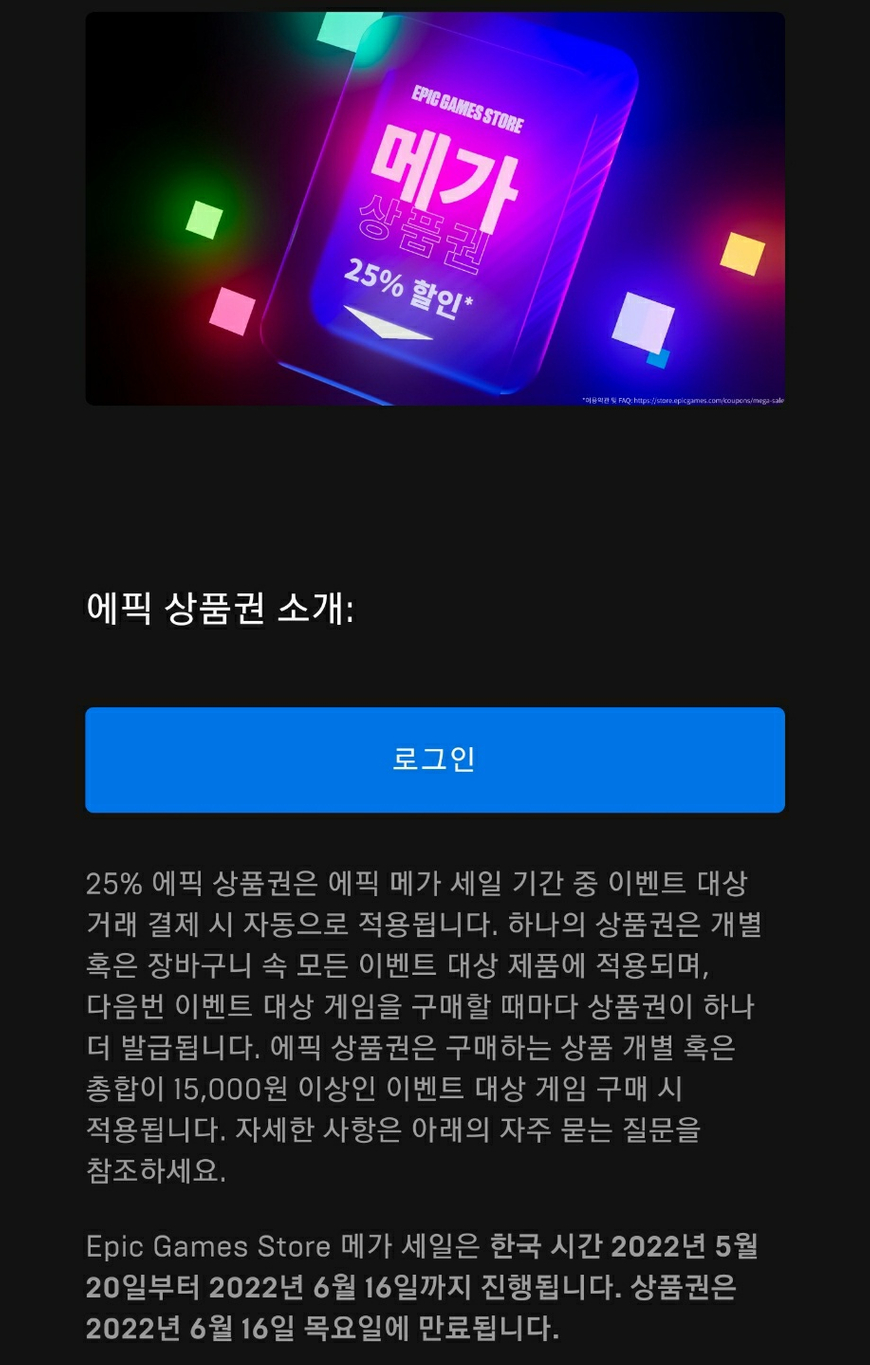 EPIC GAMES STORE
메가
상품권
25% 할인*
*이용약관 및 FAQ: https://store.epicgames.com/coupons/mega-sale
에픽 상품권 소개:
로그인
25% 에픽 상품권은 에픽 메가 세일 기간 중 이벤트 대상
거래 결제 시 자동으로 적용됩니다. 하나의 상품권은 개별
혹은 장바구니 속 모든 이벤트 대상 제품에 적용되며,
다음번 이벤트 대상 게임을 구매할 때마다 상품권이 하나
더 발급됩니다. 에픽 상품권은 구매하는 상품 개별 혹은
총합이 15,000원 이상인 이벤트 대상 게임 구매 시
적용됩니다. 자세한 사항은 아래의 자주 묻는 질문을
참조하세요.
Epic Games Store 메가 세일은 한국 시간 2022년 5월
20일부터 2022년 6월 16일까지 진행됩니다. 상품권은
2022년 6월 16일 목요일에 만료됩니다.